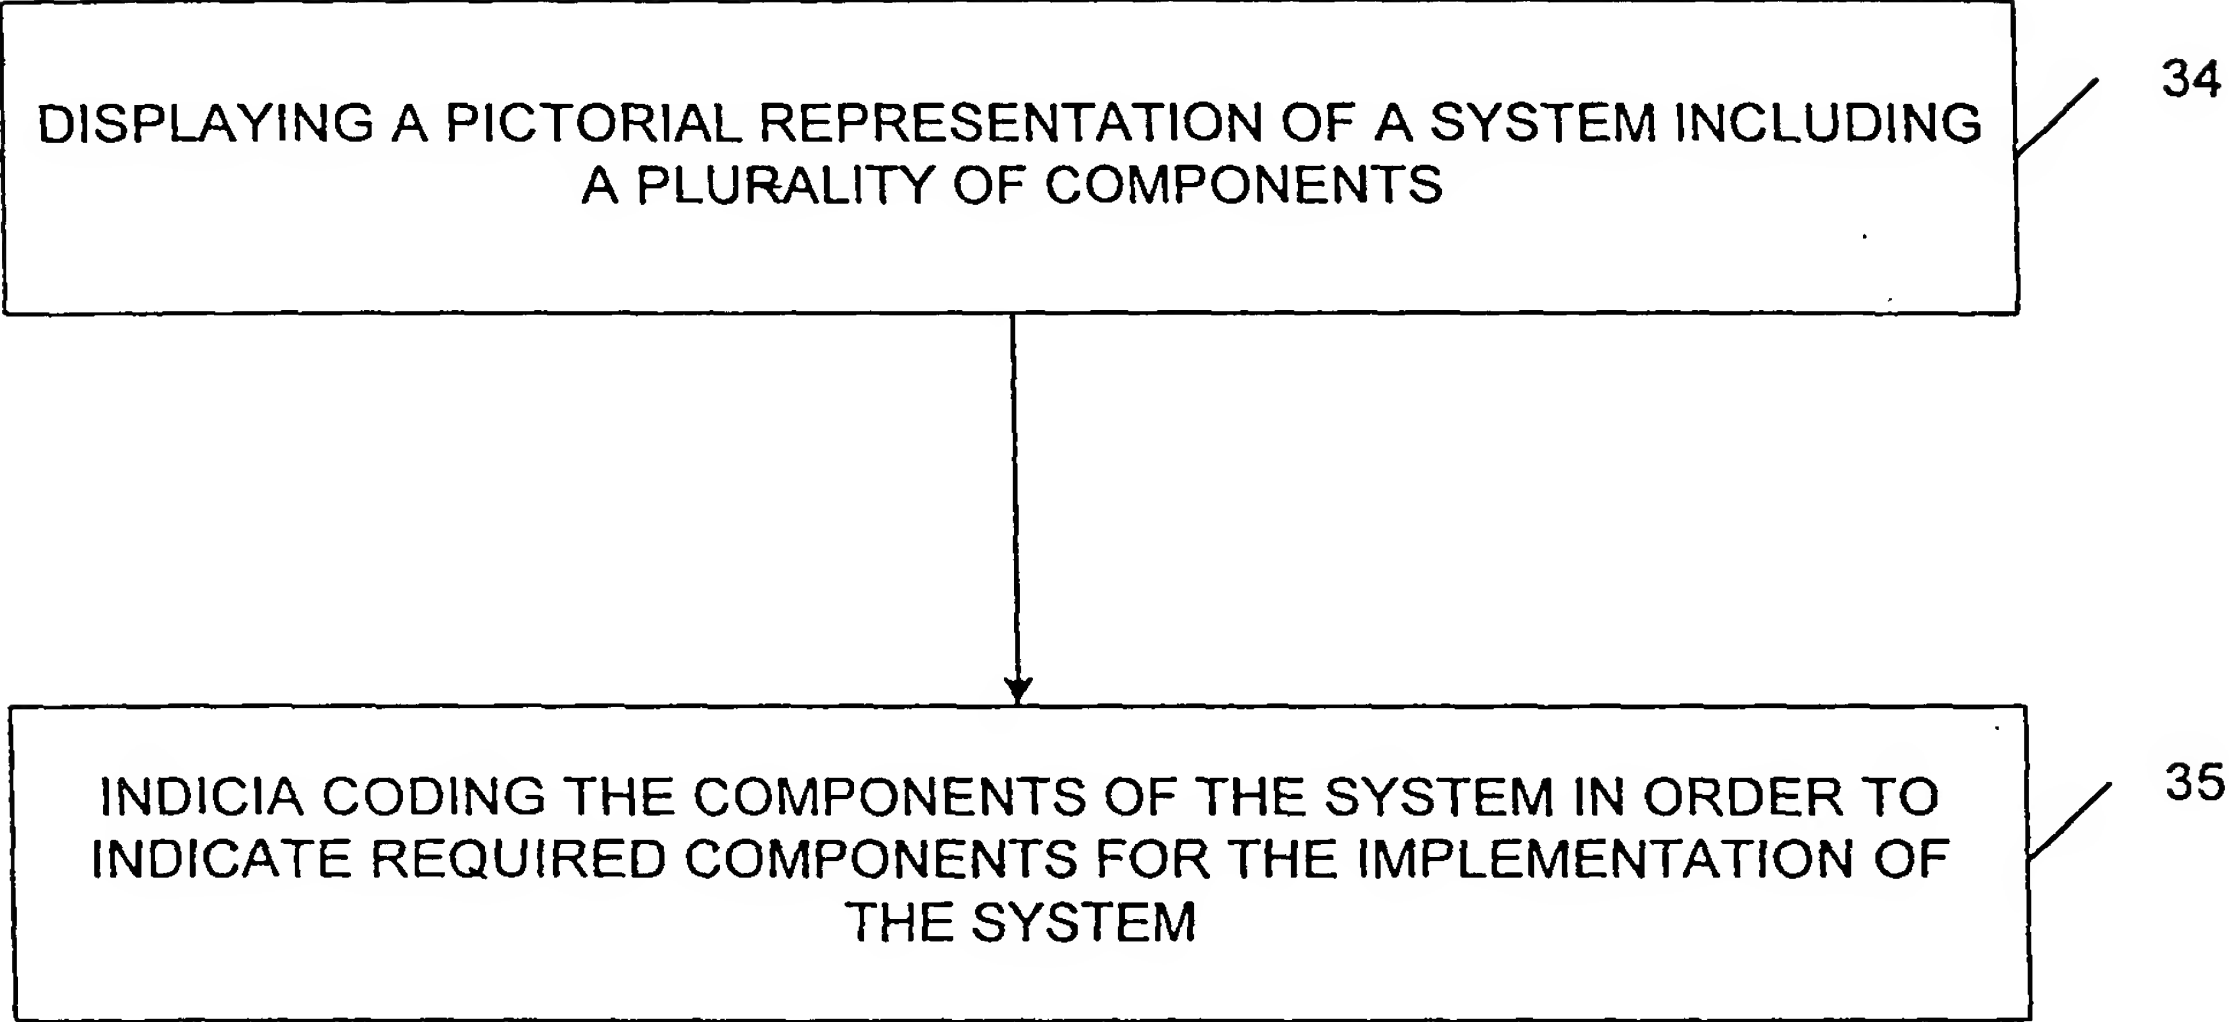 DISPLAYING A PICTORIAL REPRESENTATION OF A SYSTEM INCLUDING
A PLURALITY OF COMPONENTS
34
INDICIA CODING THE COMPONENTS OF THE SYSTEM IN ORDER TO
INDICATE REQUIRED COMPONENTS FOR THE IMPLEMENTATION OF
THE SYSTEM
35